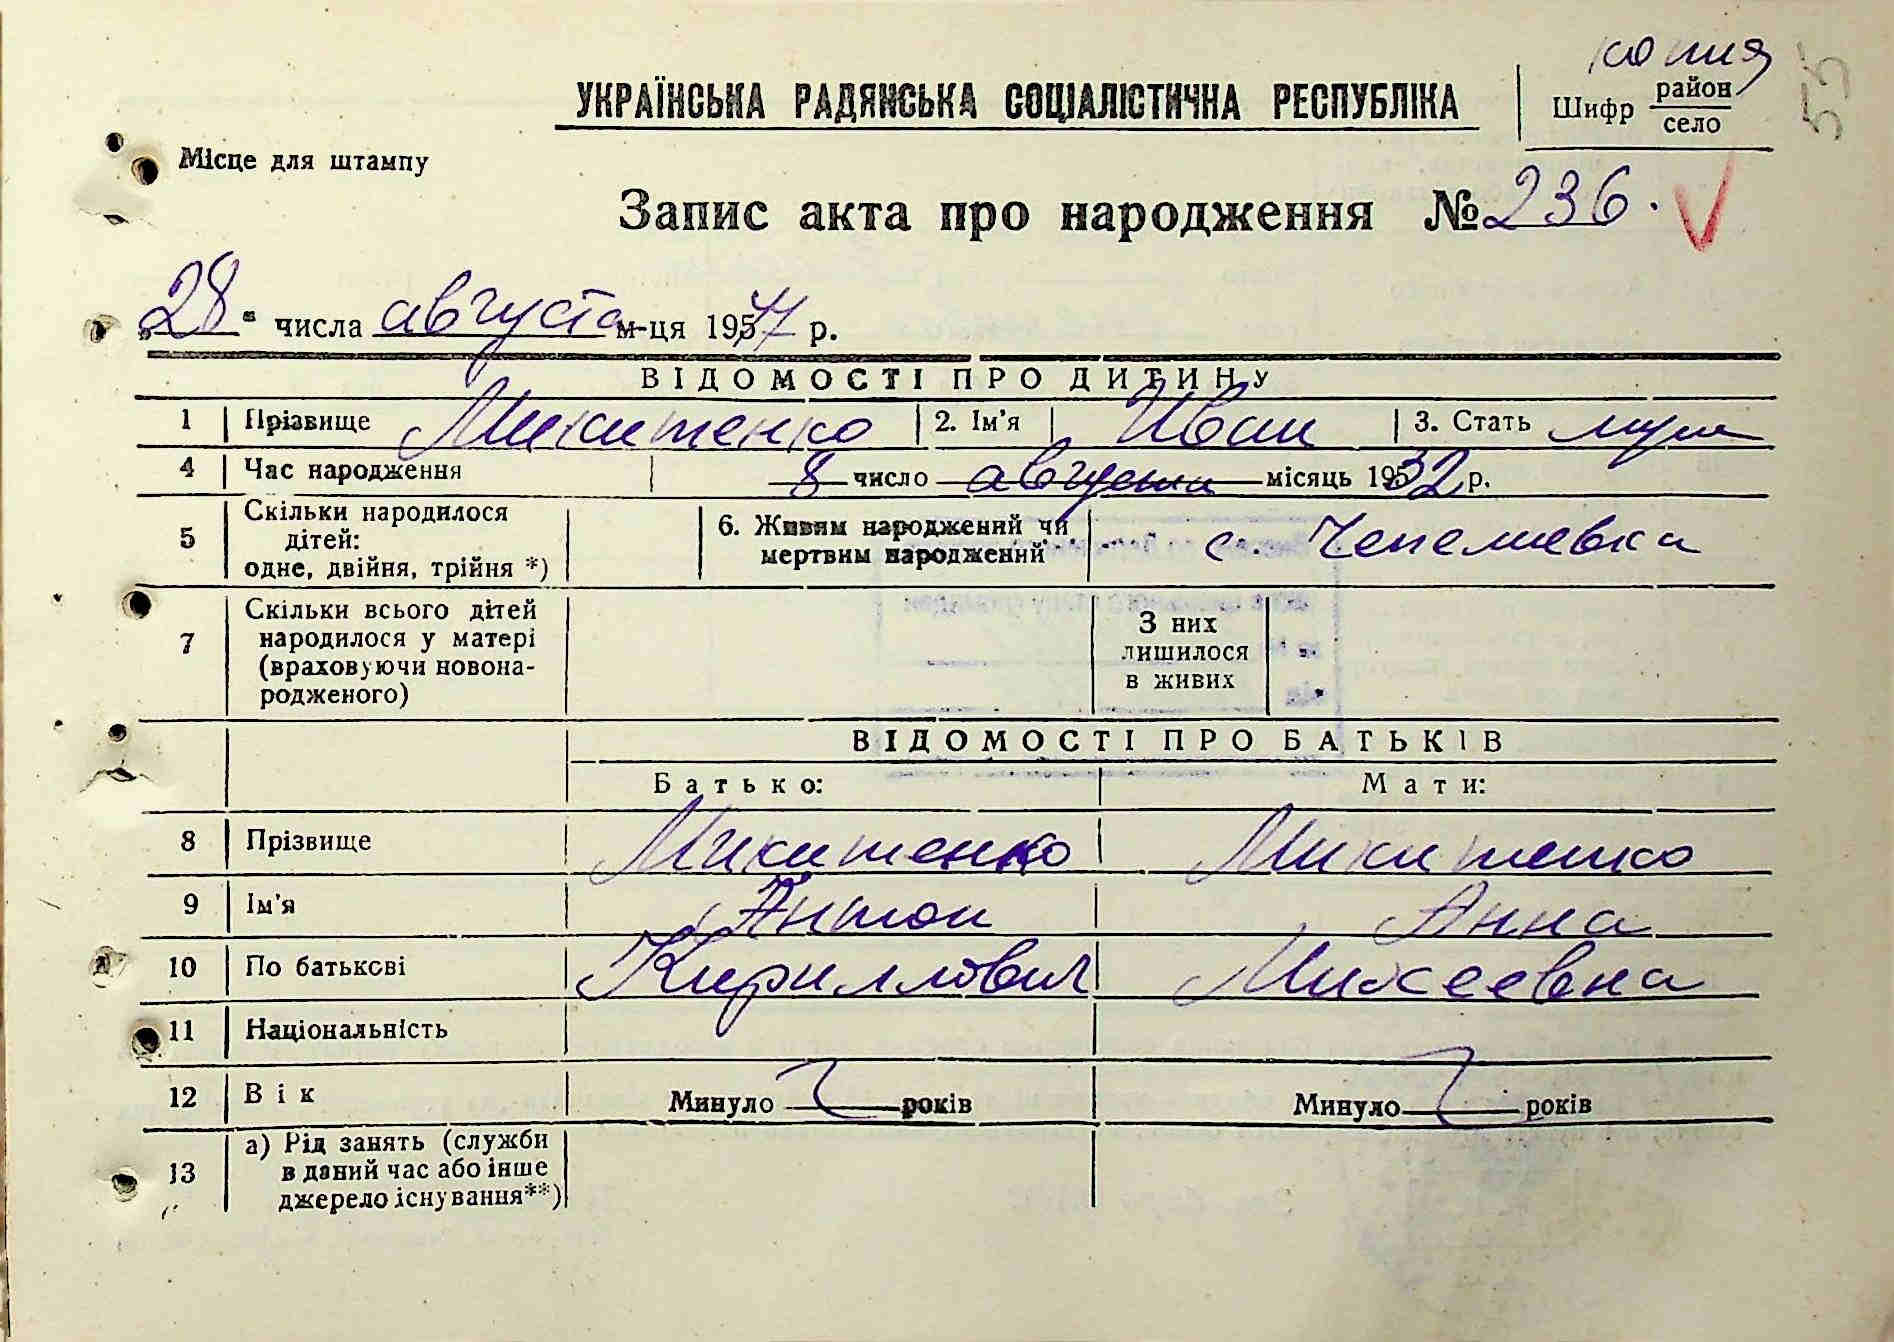 копия
55
УКРАЇНСЬКА РАДЯНСЬКА СОЦІАЛІСТИЧНА РЕСПУБЛІКА
Шифр район
село
Місце для штампу
Запис акта про народження № 236.
„28“ числа августа м-ця 1957 р.
ВІДОМОСТІ ПРО ДИТИНУ
1 Прізвище Микитенко 2. Ім'я Иван 3. Стать муж
4 Час народження 8 число августа місяць 1932 р.
5 Скільки народилося дітей: одне, двійня, трійня *) 6. Живим народжений чи мертвим народжений с. Чепелиевка
7 Скільки всього дітей народилося у матері (враховуючи новонародженого) З них лишилося в живих
ВІДОМОСТІ ПРО БАТЬКІВ
Батько: Мати:
8 Прізвище Микитенко Микитенко
9 Ім'я Антон Анна
10 По батькові Кириллович Михеевна
11 Національність
12 Вік Минуло років Минуло років
13 а) Рід занять (служби в даний час або інше джерело існування**)